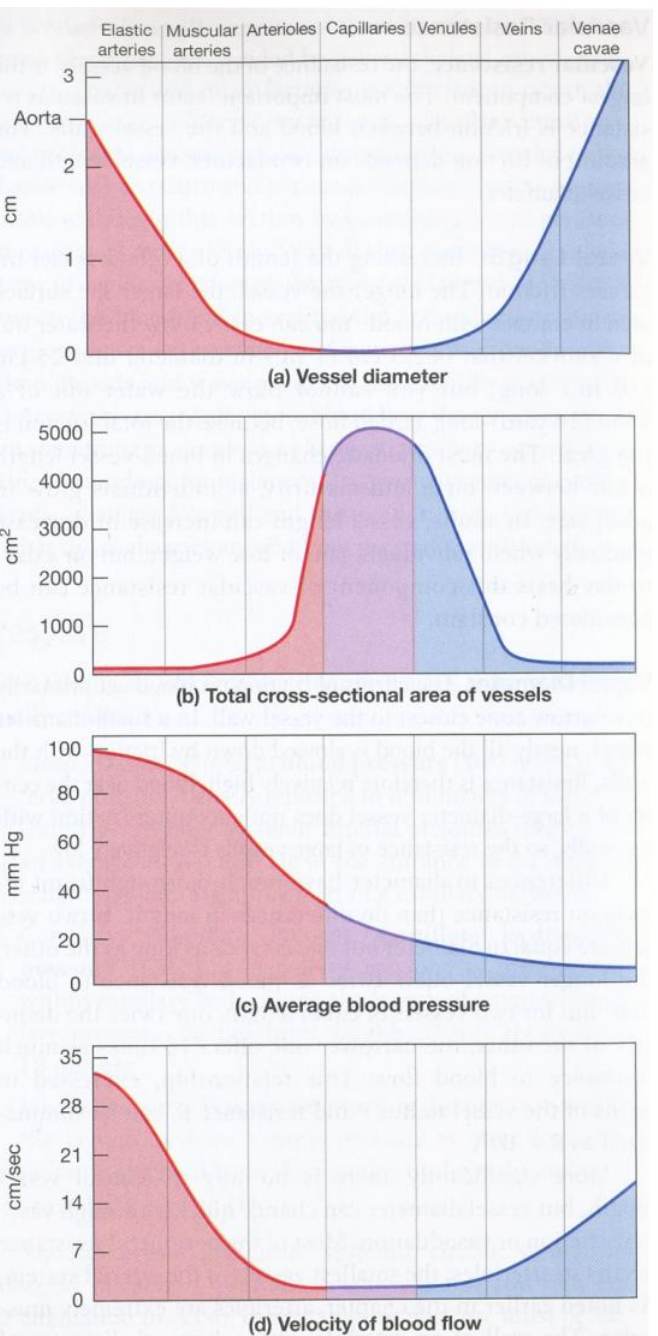 Elastic arteries
Muscular arteries
Arterioles
Capillaries
Venules
Veins
Venae cavae
3
Aorta
2
cm
1
0
(a) Vessel diameter
5000
4000
3000
cm²
2000
1000
0
(b) Total cross-sectional area of vessels
100
80
60
mm Hg
40
20
0
(c) Average blood pressure
35
28
21
cm/sec
14
7
0
(d) Velocity of blood flow